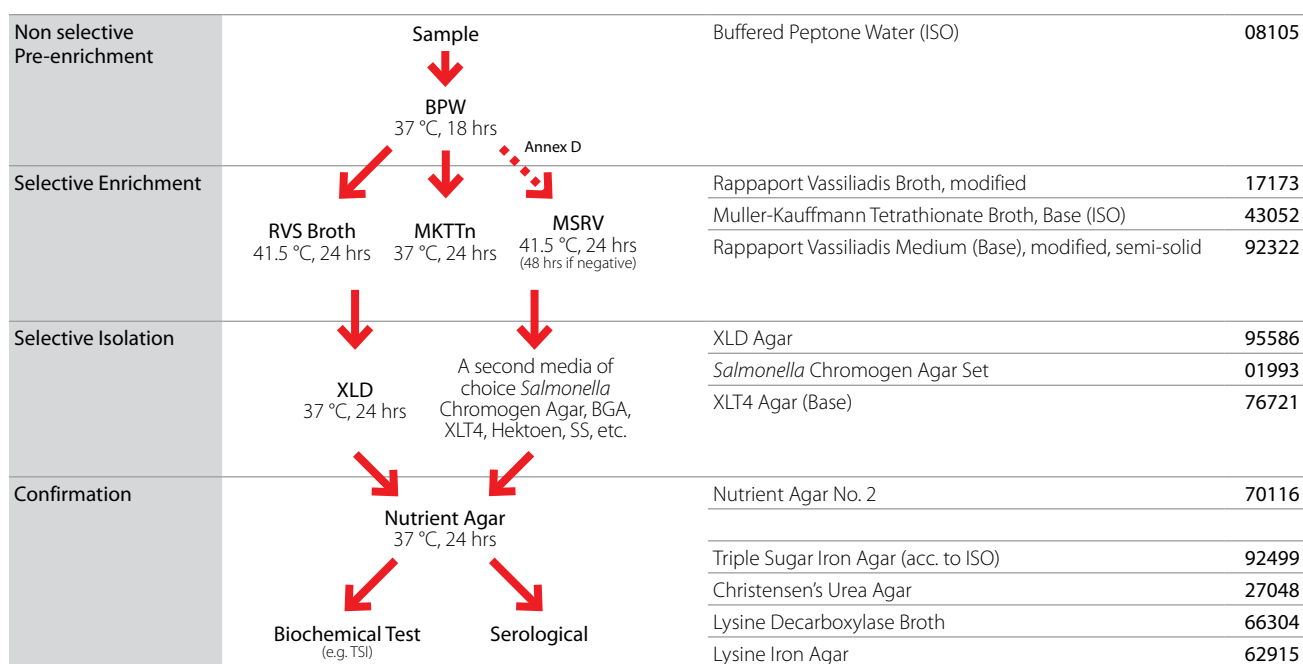 Non selective
Pre-enrichment
Sample
BPW
37 °C, 18 hrs
Annex D
Buffered Peptone Water (ISO) 08105
Selective Enrichment
RVS Broth
41.5 °C, 24 hrs
MKTTn
37 °C, 24 hrs
MSRV
41.5 °C, 24 hrs
(48 hrs if negative)
Rappaport Vassiliadis Broth, modified 17173
Muller-Kauffmann Tetrathionate Broth, Base (ISO) 43052
Rappaport Vassiliadis Medium (Base), modified, semi-solid 92322
Selective Isolation
XLD
37 °C, 24 hrs
A second media of
choice Salmonella
Chromogen Agar, BGA,
XLT4, Hektoen, SS, etc.
XLD Agar 95586
Salmonella Chromogen Agar Set 01993
XLT4 Agar (Base) 76721
Confirmation
Nutrient Agar
37 °C, 24 hrs
Biochemical Test
(e.g. TSI)
Serological
Nutrient Agar No. 2 70116
Triple Sugar Iron Agar (acc. to ISO) 92499
Christensen's Urea Agar 27048
Lysine Decarboxylase Broth 66304
Lysine Iron Agar 62915